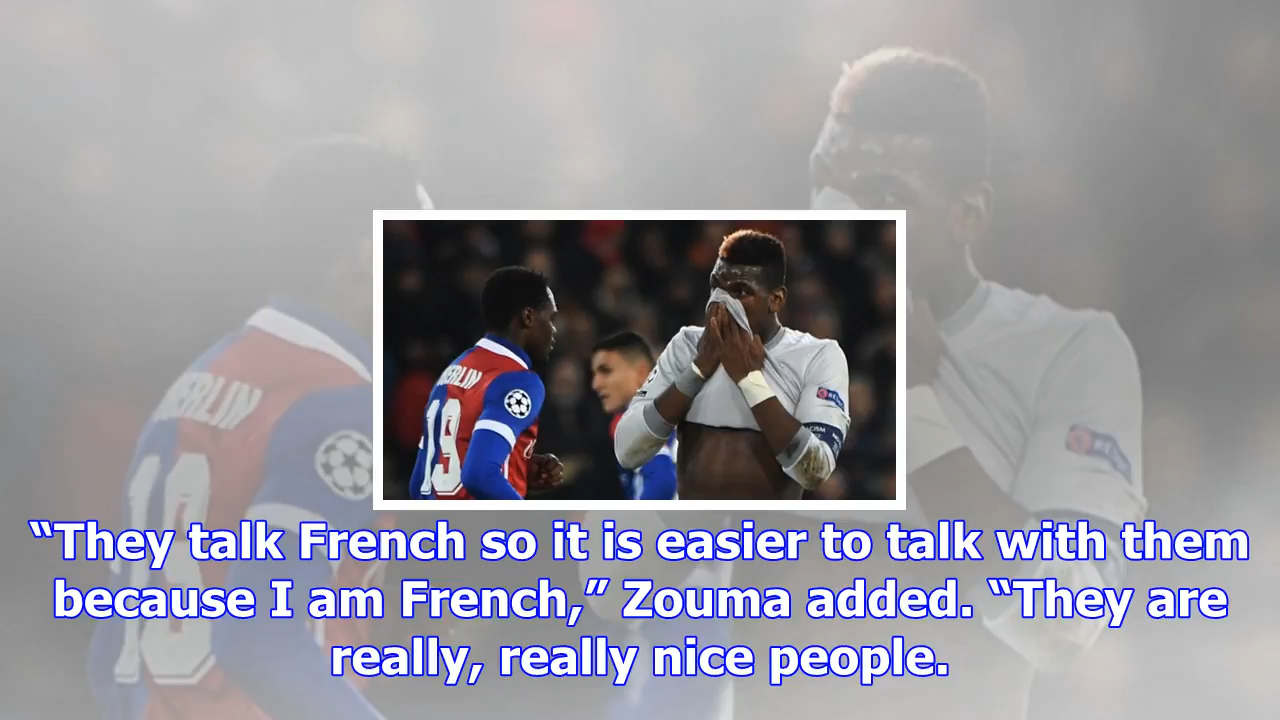 “They talk French so it is easier to talk with them
because I am French,” Zouma added. “They are
really, really nice people.
19